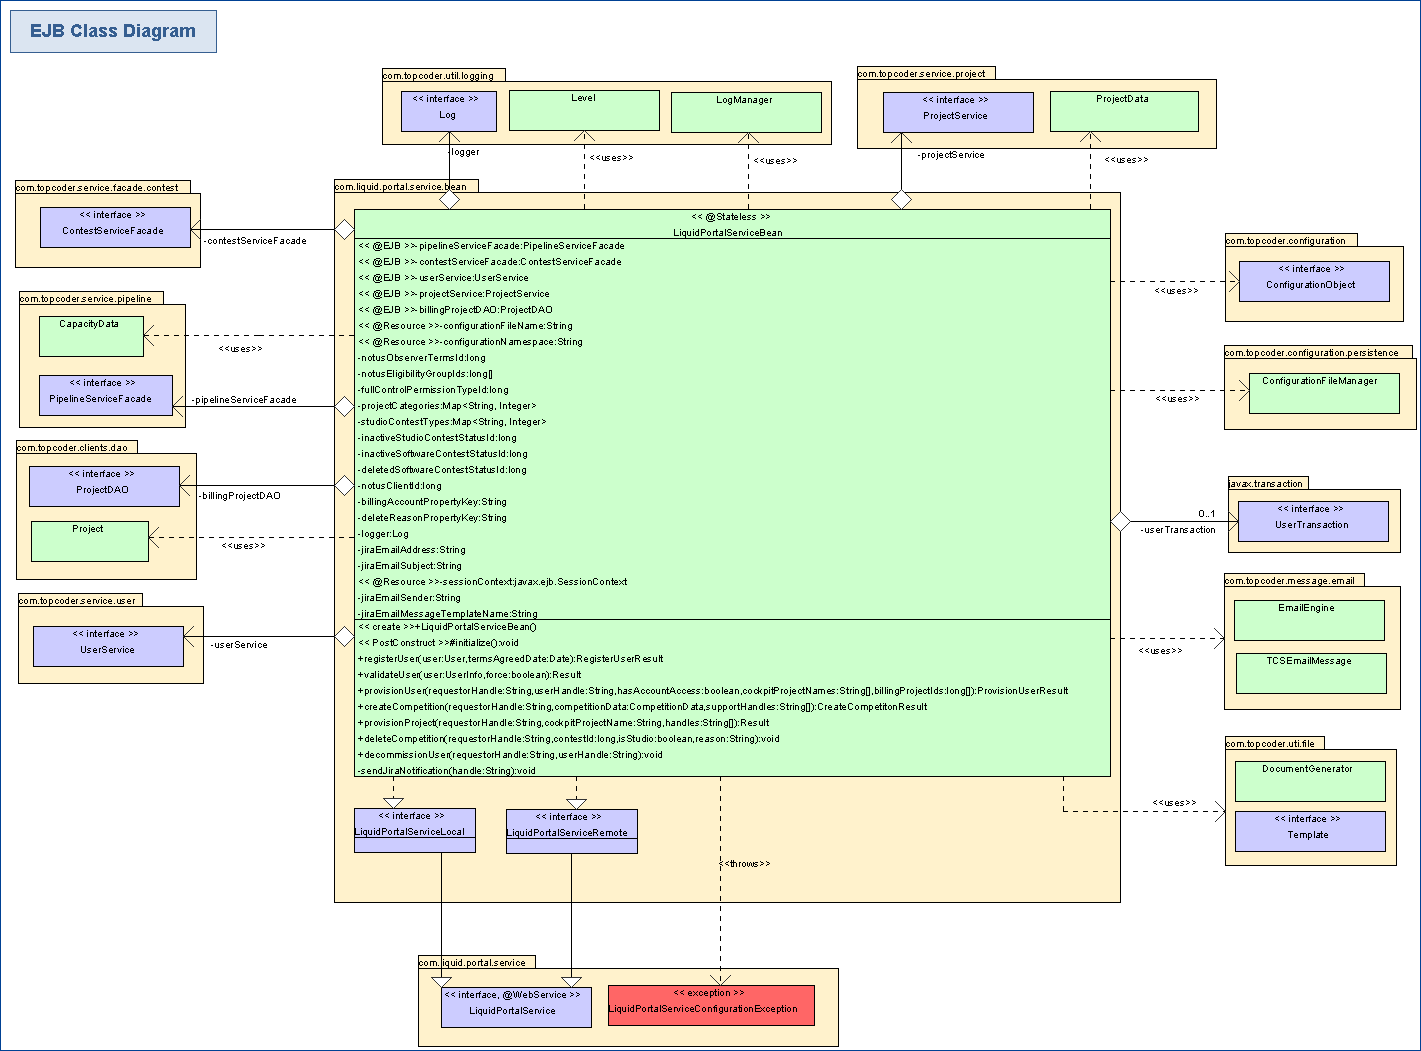 EJB Class Diagram
com.topcoder.util.logging
<< interface >>
Log
Level
LogManager
-logger
<<uses>>
<<uses>>
com.topcoder.service.project
<< interface >>
ProjectService
ProjectData
-projectService
<<uses>>
com.topcoder.service.facade.contest
<< interface >>
ContestServiceFacade
-contestServiceFacade
com.topcoder.service.pipeline
CapacityData
<<uses>>
<< interface >>
PipelineServiceFacade
-pipelineServiceFacade
com.topcoder.clients.dao
<< interface >>
ProjectDAO
-billingProjectDAO
Project
<<uses>>
com.topcoder.service.user
<< interface >>
UserService
-userService
com.liquid.portal.service.bean
<< @Stateless >>
LiquidPortalServiceBean
<< @EJB >>-pipelineServiceFacade:PipelineServiceFacade
<< @EJB >>-contestServiceFacade:ContestServiceFacade
<< @EJB >>-userService:UserService
<< @EJB >>-projectService:ProjectService
<< @EJB >>-billingProjectDAO:ProjectDAO
<< @Resource >>-configurationFileName:String
<< @Resource >>-configurationNamespace:String
-notusObserverTermsId:long
-notusEligibilityGroupIds:long[]
-fullControlPermissionTypeId:long
-projectCategories:Map<String, Integer>
-studioContestTypes:Map<String, Integer>
-inactiveStudioContestStatusId:long
-inactiveSoftwareContestStatusId:long
-deletedSoftwareContestStatusId:long
-notusClientId:long
-billingAccountPropertyKey:String
-deleteReasonPropertyKey:String
-logger:Log
-jiraEmailAddress:String
-jiraEmailSubject:String
<< @Resource >>-sessionContext:javax.ejb.SessionContext
-jiraEmailSender:String
-jiraEmailMessageTemplateName:String
<< create >>+LiquidPortalServiceBean()
<< PostConstruct >>#initialize():void
+registerUser(user:User,termsAgreedDate:Date):RegisterUserResult
+validateUser(user:UserInfo,force:boolean):Result
+provisionUser(requestorHandle:String,userHandle:String,hasAccountAccess:boolean,cockpitProjectNames:String[],billingProjectIds:long[]):ProvisionUserResult
+createCompetition(requestorHandle:String,competitionData:CompetitionData,supportHandles:String[]):CreateCompetitonResult
+provisionProject(requestorHandle:String,cockpitProjectName:String,handles:String[]):Result
+deleteCompetition(requestorHandle:String,contestId:long,isStudio:boolean,reason:String):void
+decommissionUser(requestorHandle:String,userHandle:String):void
-sendJiraNotification(handle:String):void
<< interface >>
LiquidPortalServiceLocal
<< interface >>
LiquidPortalServiceRemote
<<throws>>
com.topcoder.configuration
<< interface >>
ConfigurationObject
<<uses>>
com.topcoder.configuration.persistence
ConfigurationFileManager
<<uses>>
javax.transaction
<< interface >>
UserTransaction
0..1
-userTransaction
com.topcoder.message.email
EmailEngine
TCSEmailMessage
<<uses>>
com.topcoder.uti.file
DocumentGenerator
<< interface >>
Template
<<uses>>
com.liquid.portal.service
<< interface, @WebService >>
LiquidPortalService
<< exception >>
LiquidPortalServiceConfigurationException